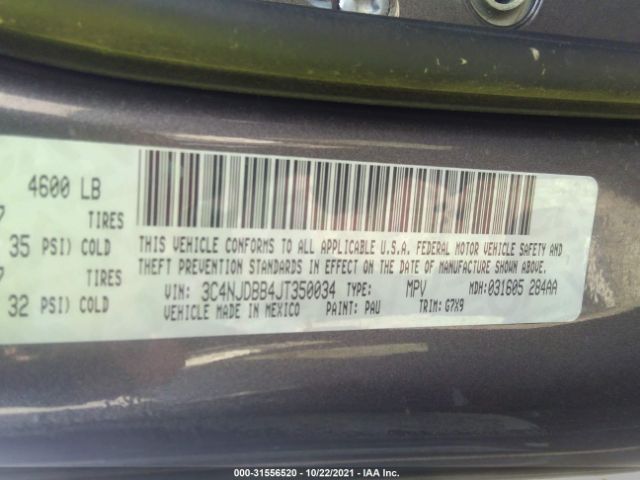 4600 LB
7 TIRES
35 PSI) COLD
7 TIRES
32 PSI) COLD
THIS VEHICLE CONFORMS TO ALL APPLICABLE U.S.A. FEDERAL MOTOR VEHICLE SAFETY AND
THEFT PREVENTION STANDARDS IN EFFECT ON THE DATE OF MANUFACTURE SHOWN ABOVE.
VIN: 3C4NJDBB4JT350034 TYPE: MPV MDH: 031605 284AA
VEHICLE MADE IN MEXICO PAINT: PAU TRIM: G7X9
000-31556520 - 10/22/2021 - IAA Inc.